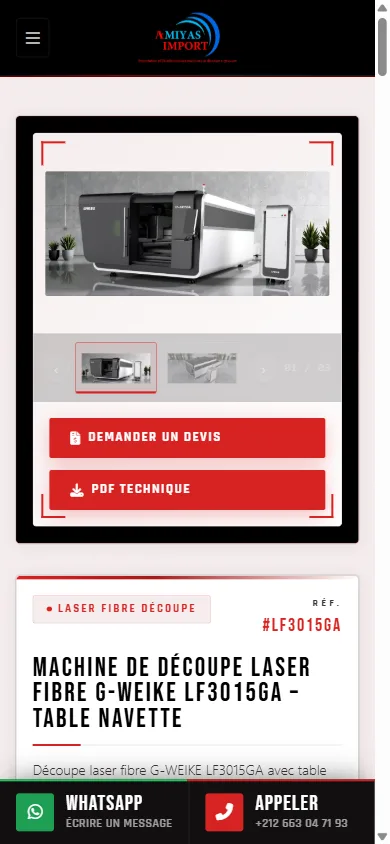 AMIYAS
IMPORT
01 / 03
DEMANDER UN DEVIS
PDF TECHNIQUE
LASER FIBRE DÉCOUPE
RÉF.
#LF3015GA
MACHINE DE DÉCOUPE LASER
FIBRE G-WEIKE LF3015GA –
TABLE NAVETTE
Découpe laser fibre G-WEIKE LF3015GA avec table
WHATSAPP
ÉCRIRE UN MESSAGE
APPELER
+212 663 04 71 93